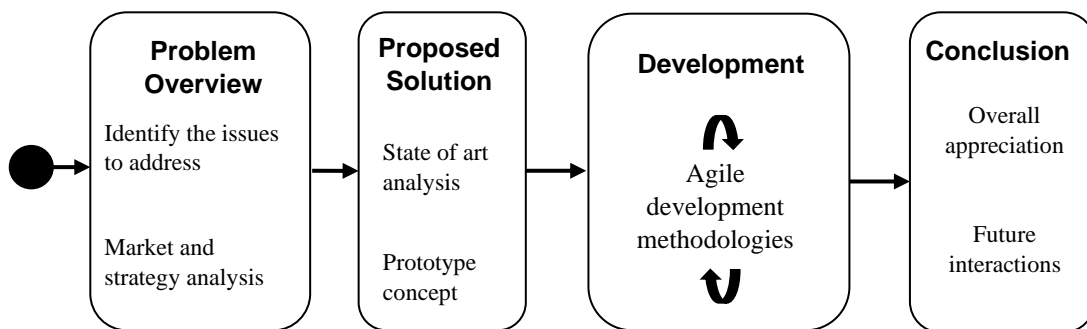 Problem
Overview
Identify the issues
to address
Market and
strategy analysis
Proposed
Solution
State of art
analysis
Prototype
concept
Development
Agile
development
methodologies
Conclusion
Overall
appreciation
Future
interactions